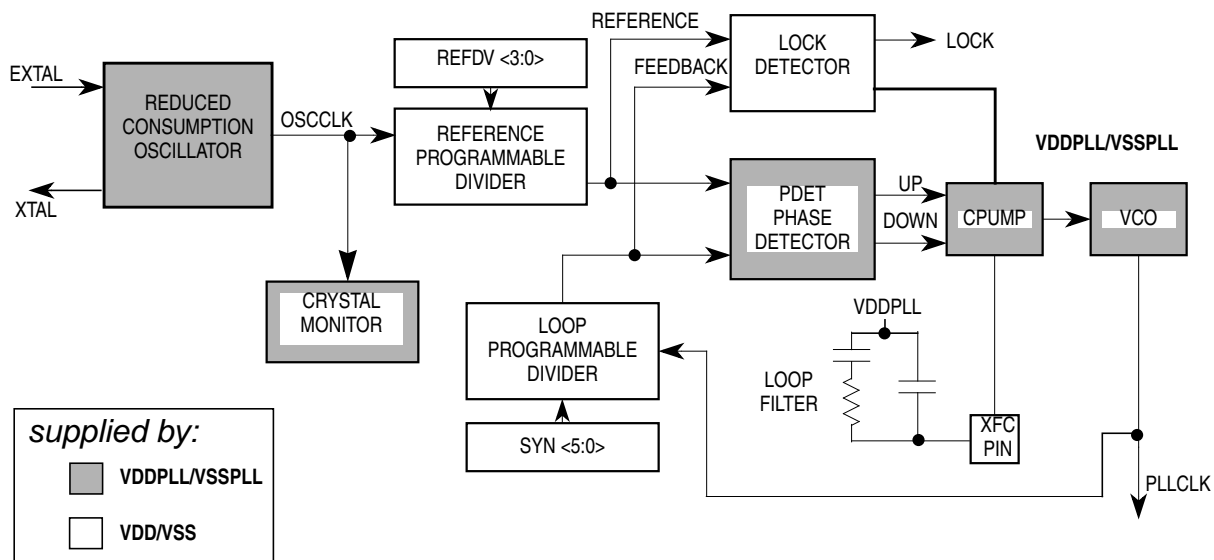 REFERENCE
LOCK
DETECTOR
LOCK
REFDV <3:0>
FEEDBACK
EXTAL
REDUCED
CONSUMPTION
OSCILLATOR
OSCCLK
REFERENCE
PROGRAMMABLE
DIVIDER
VDDPLL/VSSPLL
XTAL
PDET
PHASE
DETECTOR
UP
DOWN
CPUMP
VCO
CRYSTAL
MONITOR
LOOP
PROGRAMMABLE
DIVIDER
VDDPLL
LOOP
FILTER
XFC
PIN
SYN <5:0>
PLLCLK
supplied by:
VDDPLL/VSSPLL
VDD/VSS